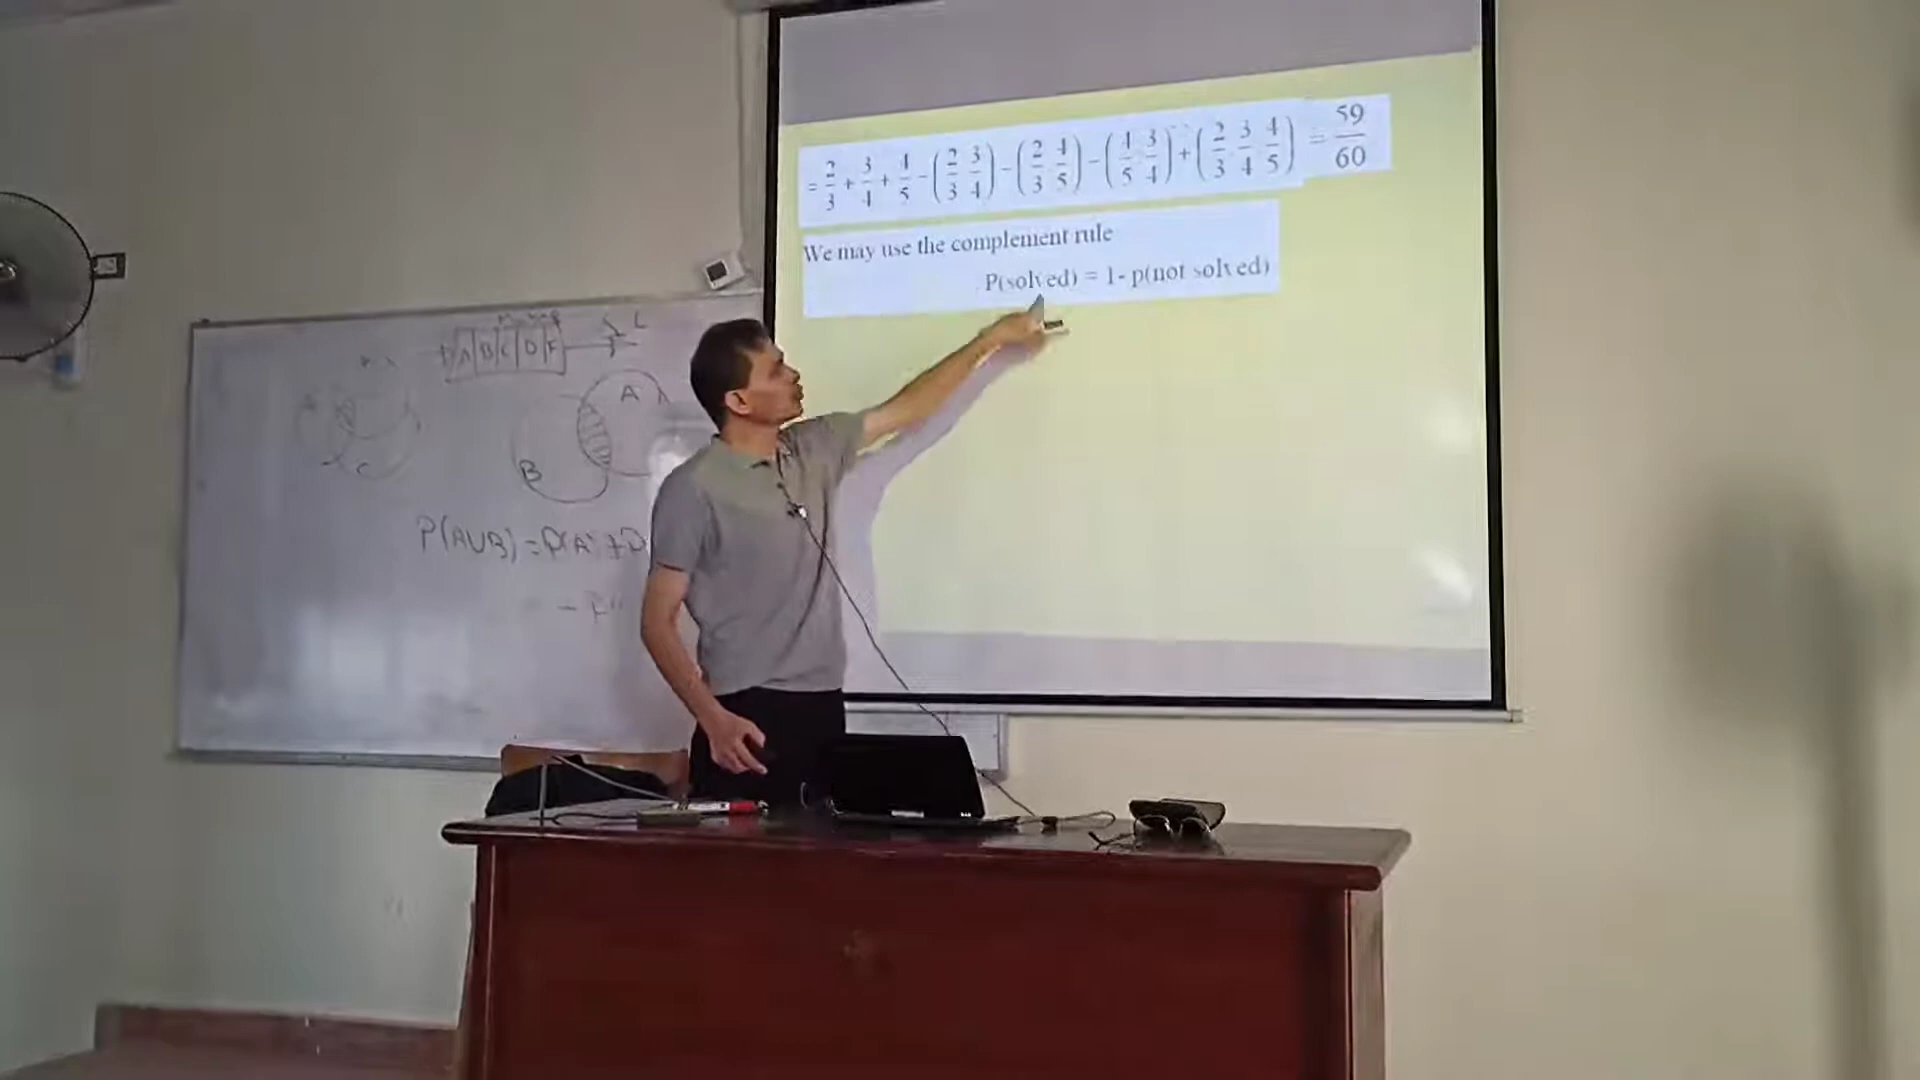 = 2/3 + 3/4 + 4/5 - (2/3 3/4) - (2/3 4/5) - (4/5 3/4) + (2/3 3/4 4/5) = 59/60
We may use the complement rule
P(solved) = 1- p(not solved)
A B C D F
L
A
B
C
P(AUB) = P(A) + P
-